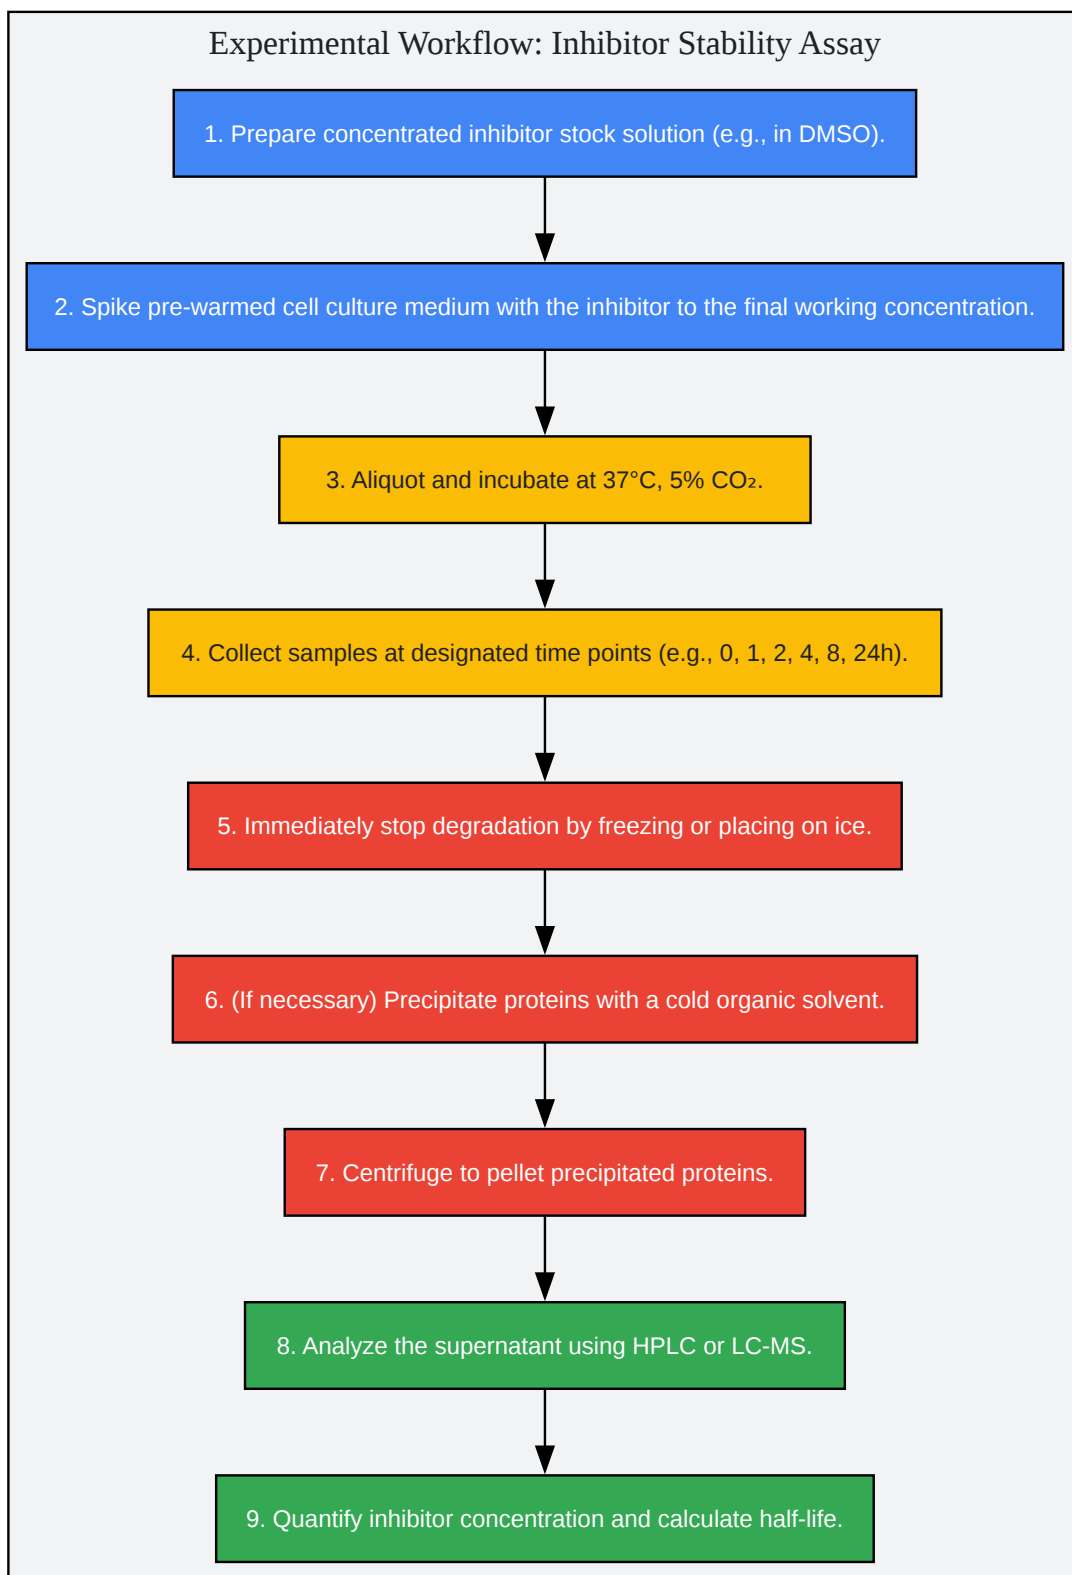 Experimental Workflow: Inhibitor Stability Assay
1. Prepare concentrated inhibitor stock solution (e.g., in DMSO).
2. Spike pre-warmed cell culture medium with the inhibitor to the final working concentration.
3. Aliquot and incubate at 37°C, 5% CO₂.
4. Collect samples at designated time points (e.g., 0, 1, 2, 4, 8, 24h).
5. Immediately stop degradation by freezing or placing on ice.
6. (If necessary) Precipitate proteins with a cold organic solvent.
7. Centrifuge to pellet precipitated proteins.
8. Analyze the supernatant using HPLC or LC-MS.
9. Quantify inhibitor concentration and calculate half-life.